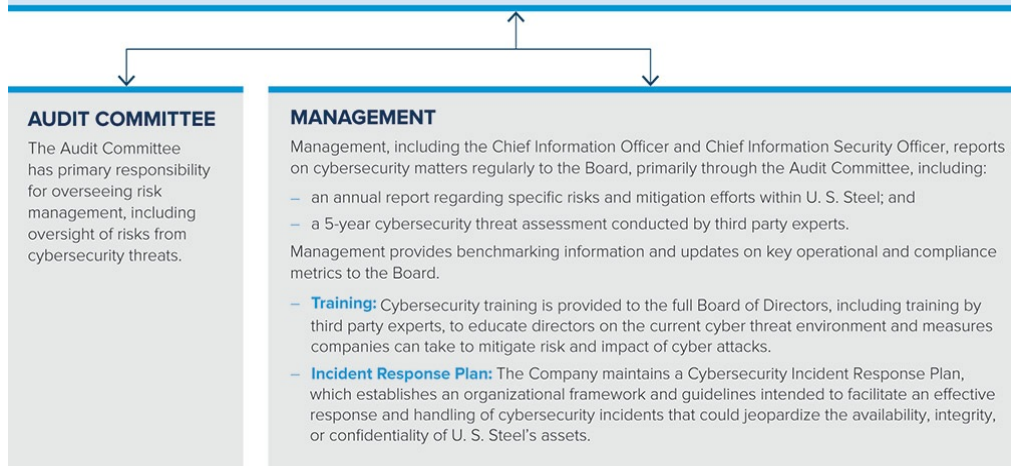 AUDIT COMMITTEE
The Audit Committee
has primary responsibility
for overseeing risk
management, including
oversight of risks from
cybersecurity threats.
MANAGEMENT
Management, including the Chief Information Officer and Chief Information Security Officer, reports
on cybersecurity matters regularly to the Board, primarily through the Audit Committee, including:
– an annual report regarding specific risks and mitigation efforts within U. S. Steel; and
– a 5-year cybersecurity threat assessment conducted by third party experts.
Management provides benchmarking information and updates on key operational and compliance
metrics to the Board.
– Training: Cybersecurity training is provided to the full Board of Directors, including training by
third party experts, to educate directors on the current cyber threat environment and measures
companies can take to mitigate risk and impact of cyber attacks.
– Incident Response Plan: The Company maintains a Cybersecurity Incident Response Plan,
which establishes an organizational framework and guidelines intended to facilitate an effective
response and handling of cybersecurity incidents that could jeopardize the availability, integrity,
or confidentiality of U. S. Steel's assets.